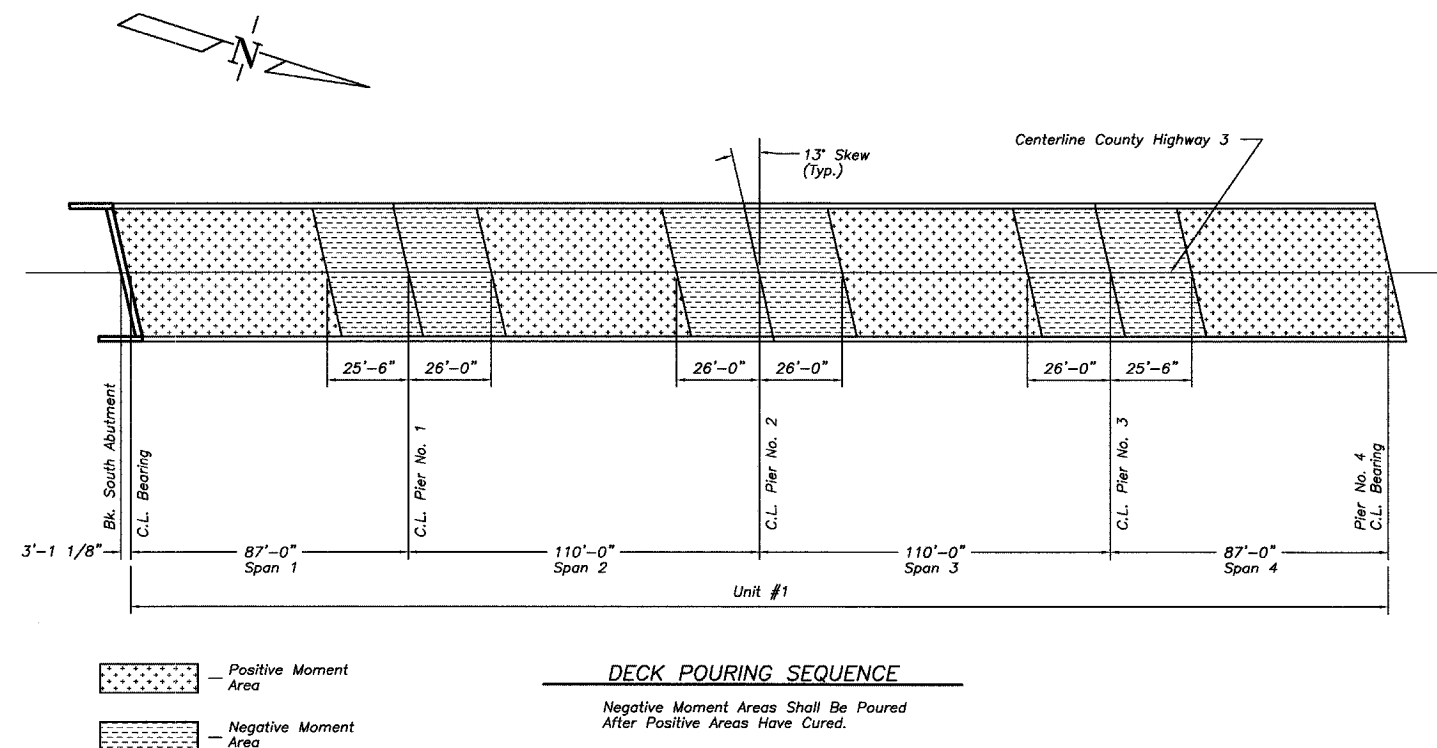 N
13° Skew
(Typ.)
Centerline County Highway 3
25'-6"
26'-0"
26'-0"
26'-0"
26'-0"
25'-6"
Bk. South Abutment
C.L. Bearing
C.L. Pier No. 1
C.L. Pier No. 2
C.L. Pier No. 3
Pier No. 4
C.L. Bearing
3'-1 1/8"
87'-0"
Span 1
110'-0"
Span 2
110'-0"
Span 3
87'-0"
Span 4
Unit #1
Positive Moment
Area
Negative Moment
Area
DECK POURING SEQUENCE
Negative Moment Areas Shall Be Poured
After Positive Areas Have Cured.